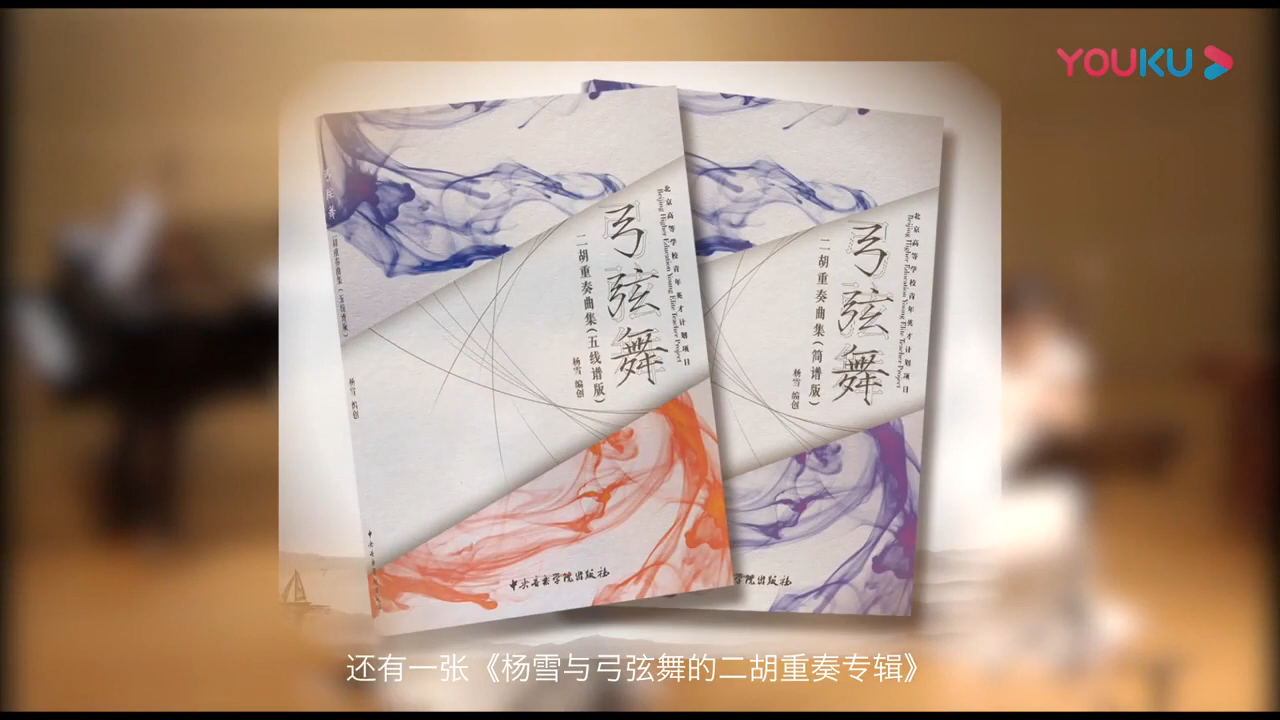 YOUKU
北京高等学校青年英才计划项目
Beijing Higher Education Young Elite Teacher Project
弓弦舞
二胡重奏曲集(五线谱版)
杨雪 编创
中央音乐学院出版社
北京高等学校青年英才计划项目
Beijing Higher Education Young Elite Teacher Project
弓弦舞
二胡重奏曲集(简谱版)
杨雪 编创
学院出版社
还有一张《杨雪与弓弦舞的二胡重奏专辑》